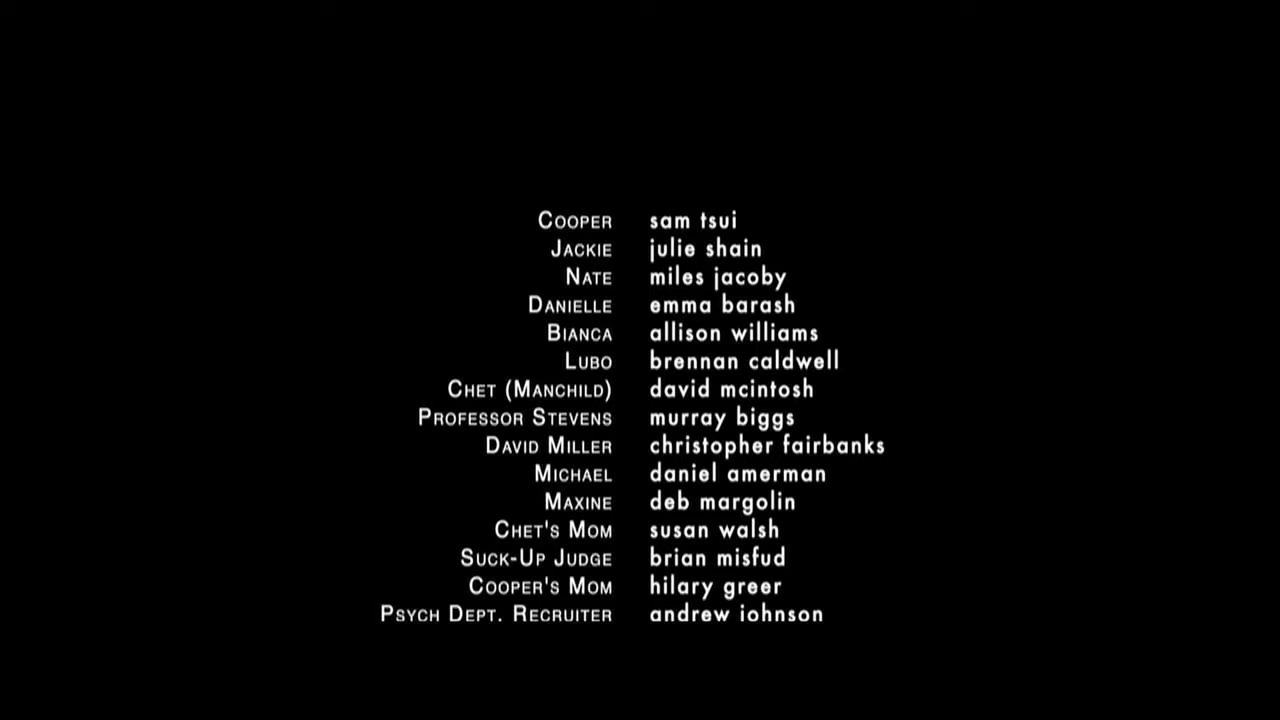 Cooper sam tsui
Jackie julie shain
Nate miles jacoby
Danielle emma barash
Bianca allison williams
Lubo brennan caldwell
Chet (Manchild) david mcintosh
Professor Stevens murray biggs
David Miller christopher fairbanks
Michael daniel amerman
Maxine deb margolin
Chet's Mom susan walsh
Suck-Up Judge brian misfud
Cooper's Mom hilary greer
Psych Dept. Recruiter andrew johnson